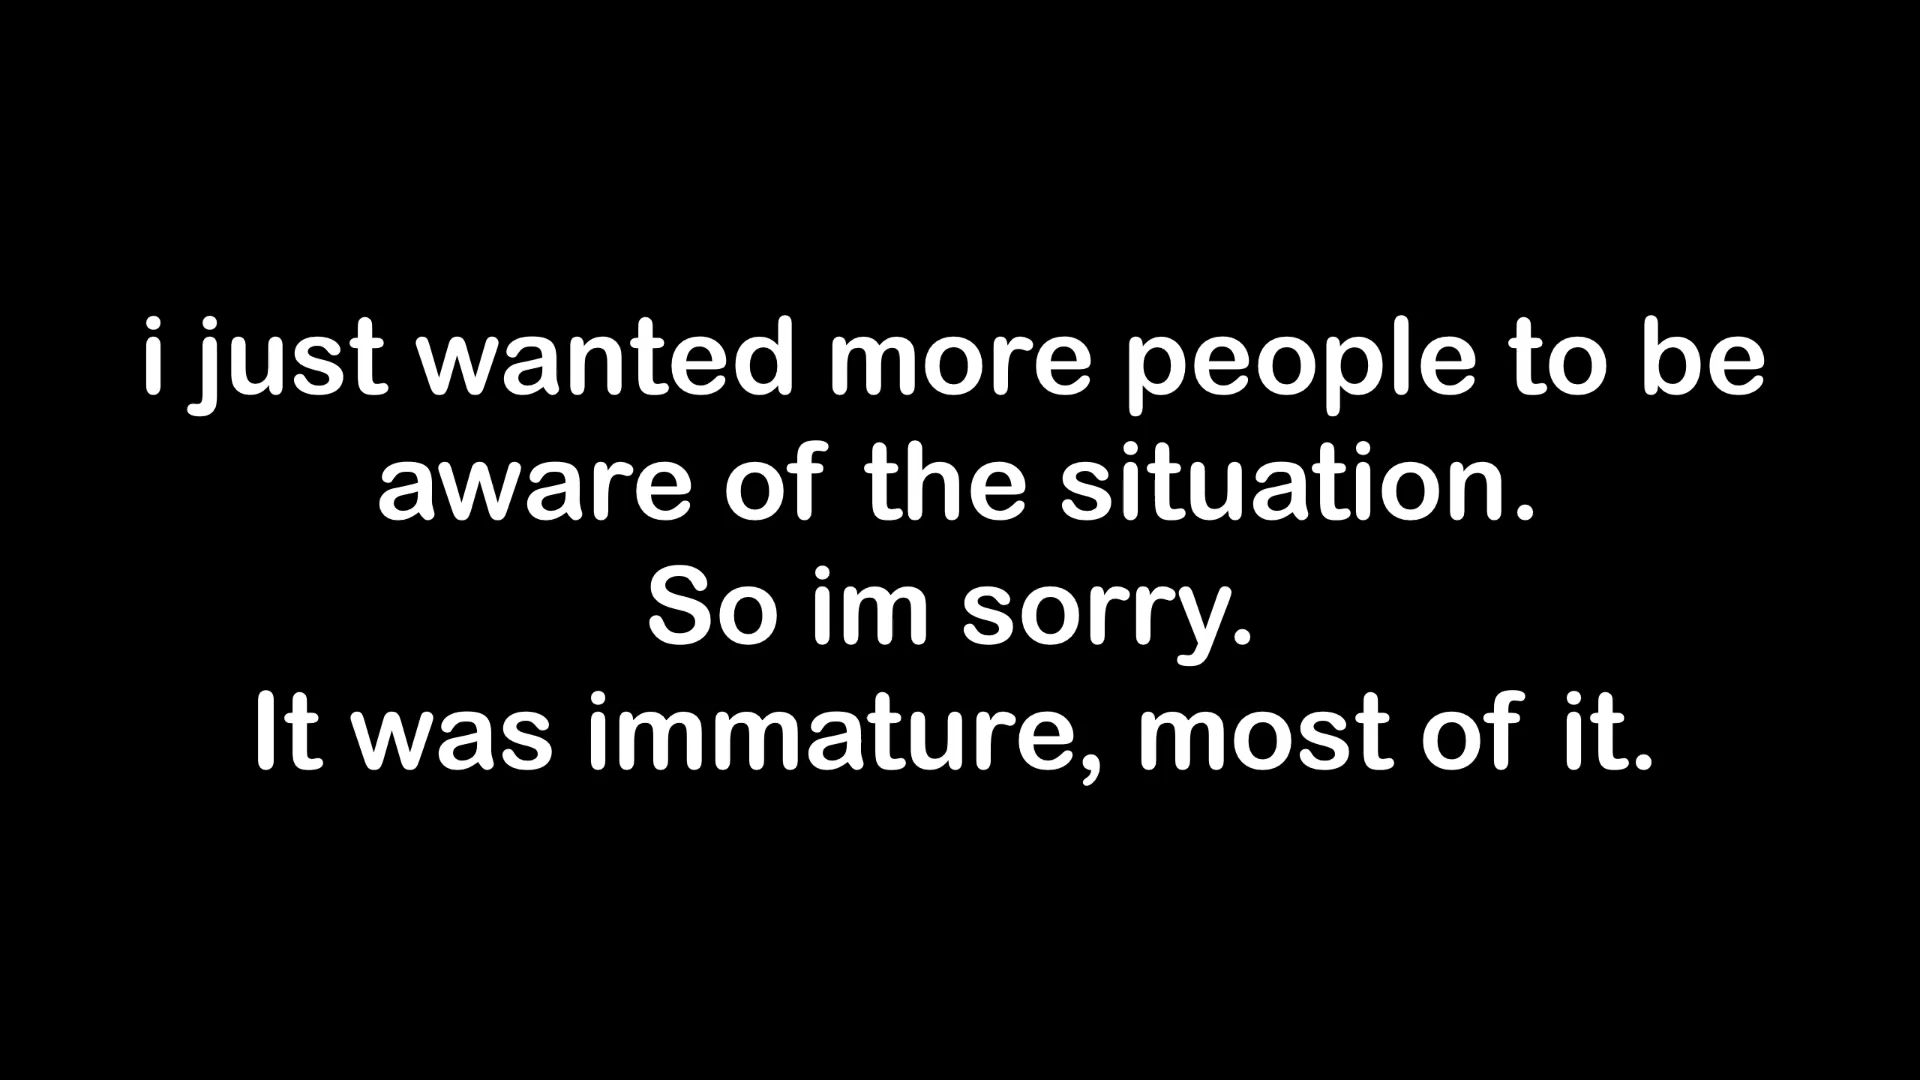 i just wanted more people to be
aware of the situation.
So im sorry.
It was immature, most of it.